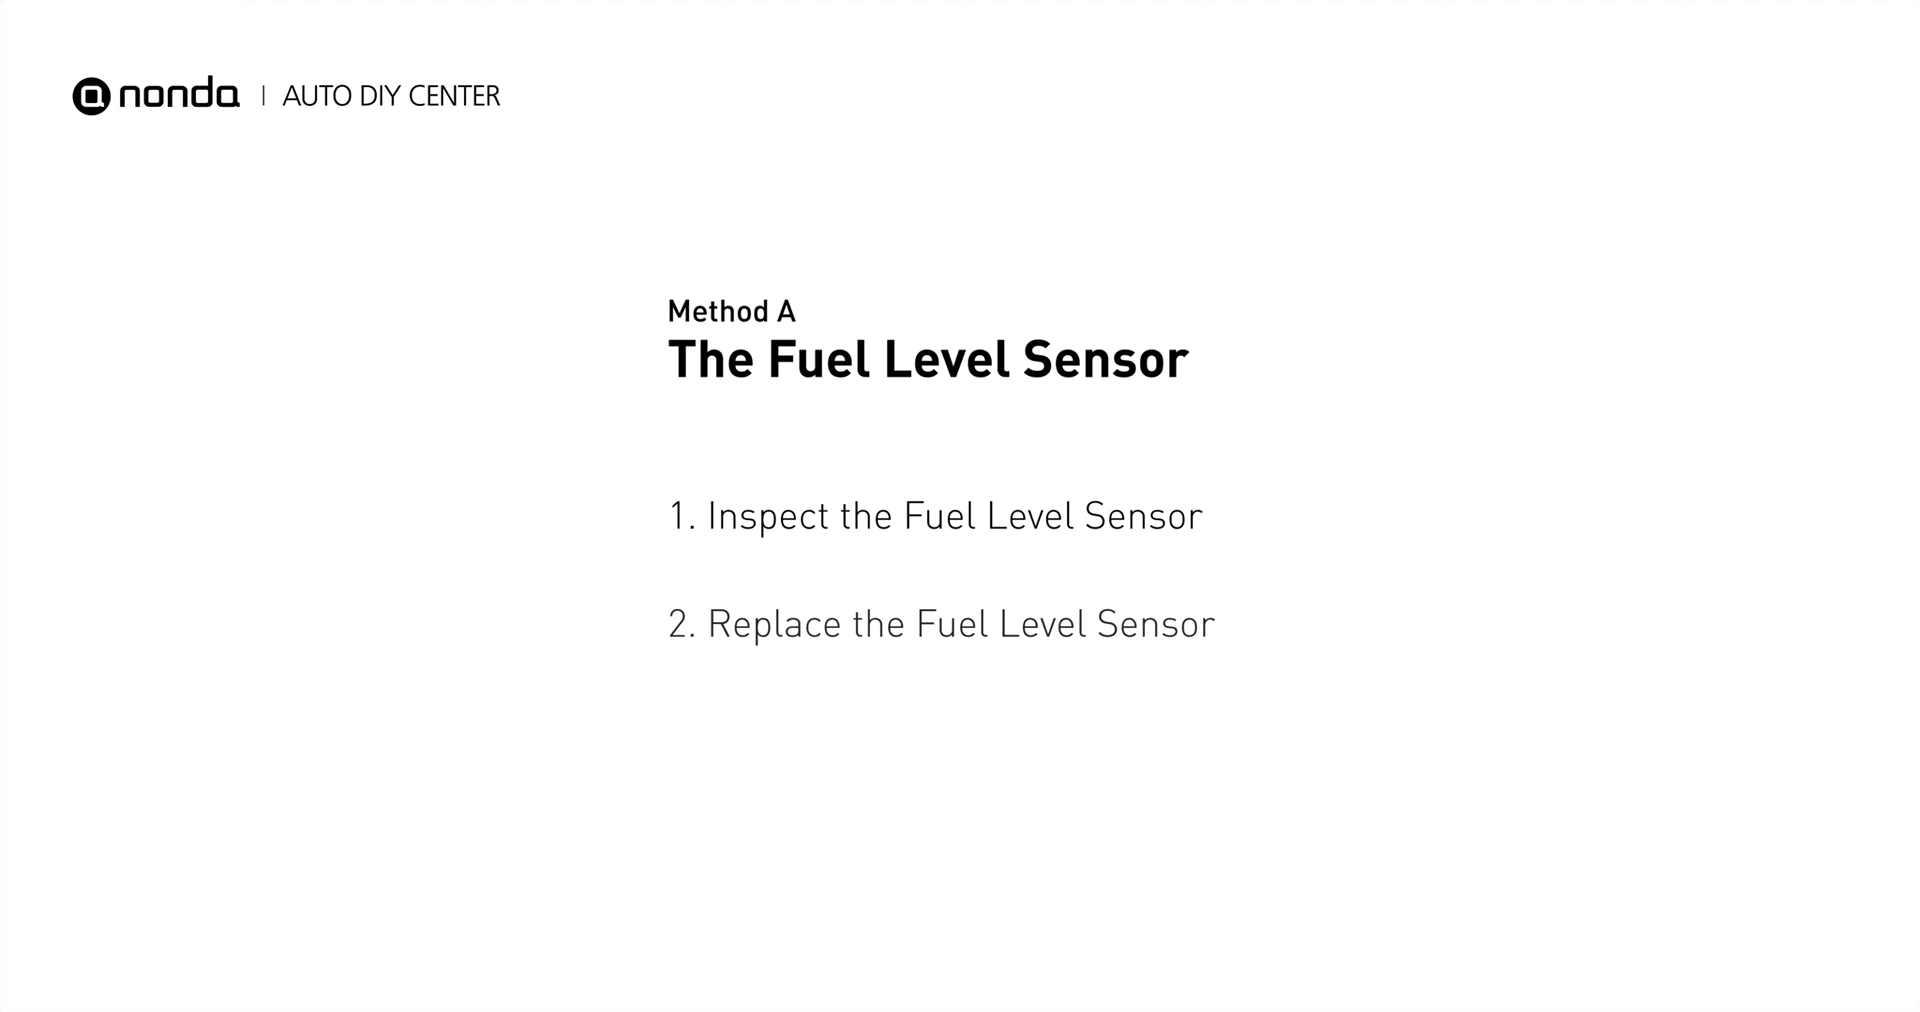 nonda | AUTO DIY CENTER
Method A
The Fuel Level Sensor
1. Inspect the Fuel Level Sensor
2. Replace the Fuel Level Sensor